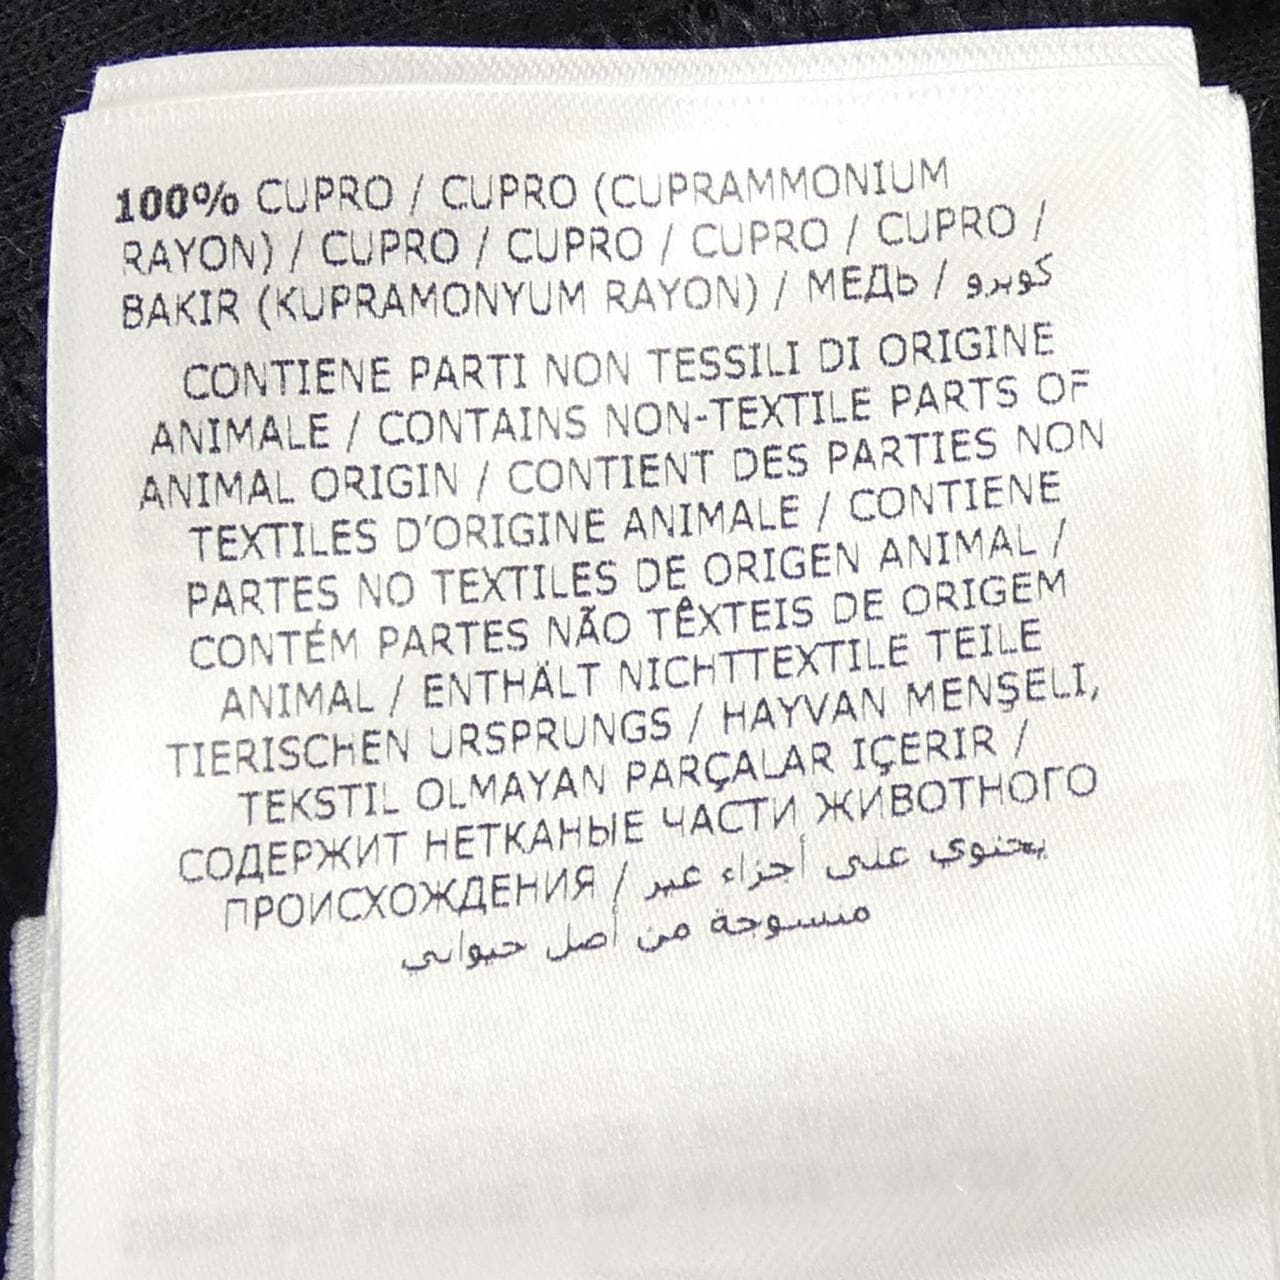 100% CUPRO / CUPRO (CUPRAMMONIUM
RAYON) / CUPRO / CUPRO / CUPRO / CUPRO /
BAKIR (KUPRAMONYUM RAYON) / МЕДЬ / كوبرو
CONTIENE PARTI NON TESSILI DI ORIGINE
ANIMALE / CONTAINS NON-TEXTILE PARTS OF
ANIMAL ORIGIN / CONTIENT DES PARTIES NON
TEXTILES D'ORIGINE ANIMALE / CONTIENE
PARTES NO TEXTILES DE ORIGEN ANIMAL /
CONTÉM PARTES NÃO TÊXTEIS DE ORIGEM
ANIMAL / ENTHÄLT NICHTTEXTILE TEILE
TIERISCHEN URSPRUNGS / HAYVAN MENŞELI,
TEKSTIL OLMAYAN PARÇALAR IÇERIR /
СОДЕРЖИТ НЕТКАНЫЕ ЧАСТИ ЖИВОТНОГО
ПРОИСХОЖДЕНИЯ / يحتوي على أجزاء غير
منسوجة من أصل حيواني